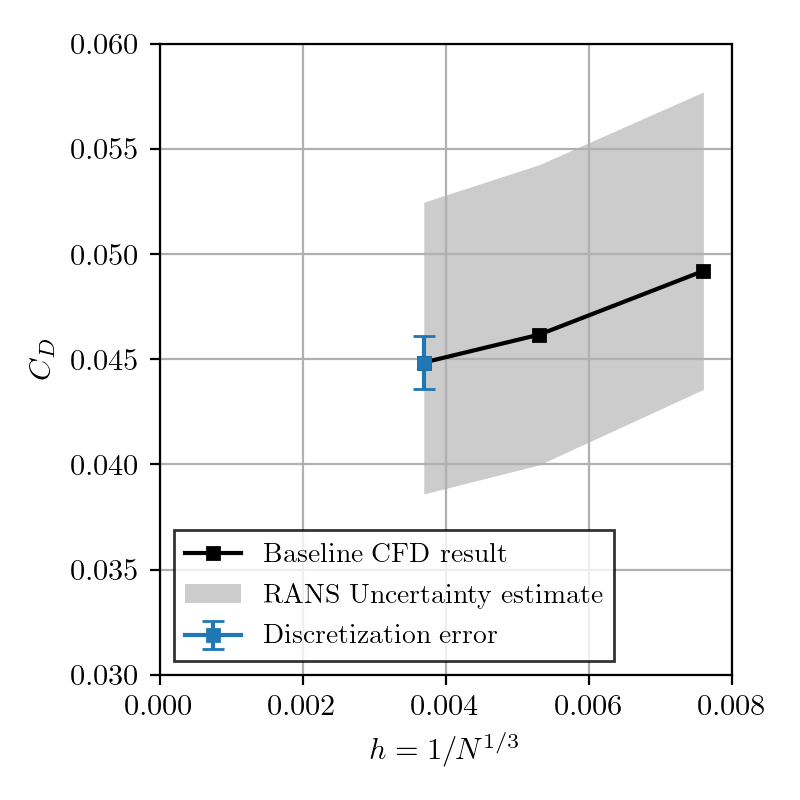 0.060
0.055
0.050
0.045
0.040
0.035
0.030
C_D
Baseline CFD result
RANS Uncertainty estimate
Discretization error
0.000 0.002 0.004 0.006 0.008
h = 1/N^{1/3}